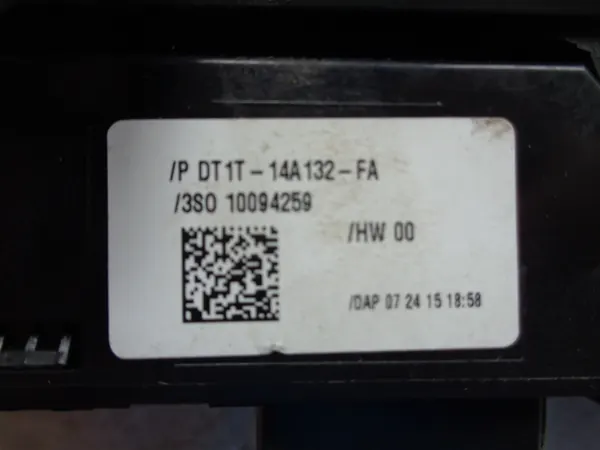 /P DT1T-14A132-FA
/3SO 10094259
/HW 00
/DAP 07 24 15 18:58